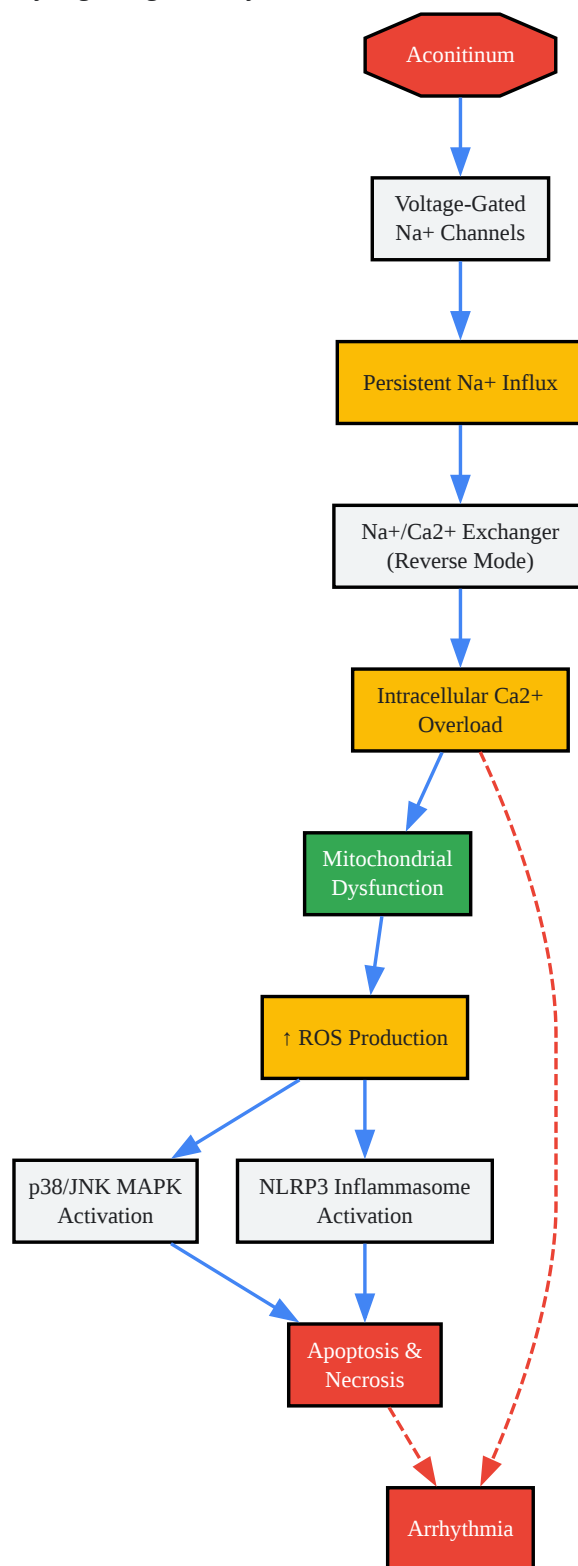 Aconitinum
Voltage-Gated
Na+ Channels
Persistent Na+ Influx
Na+/Ca2+ Exchanger
(Reverse Mode)
Intracellular Ca2+
Overload
Mitochondrial
Dysfunction
↑ ROS Production
p38/JNK MAPK
Activation
NLRP3 Inflammasome
Activation
Apoptosis &
Necrosis
Arrhythmia